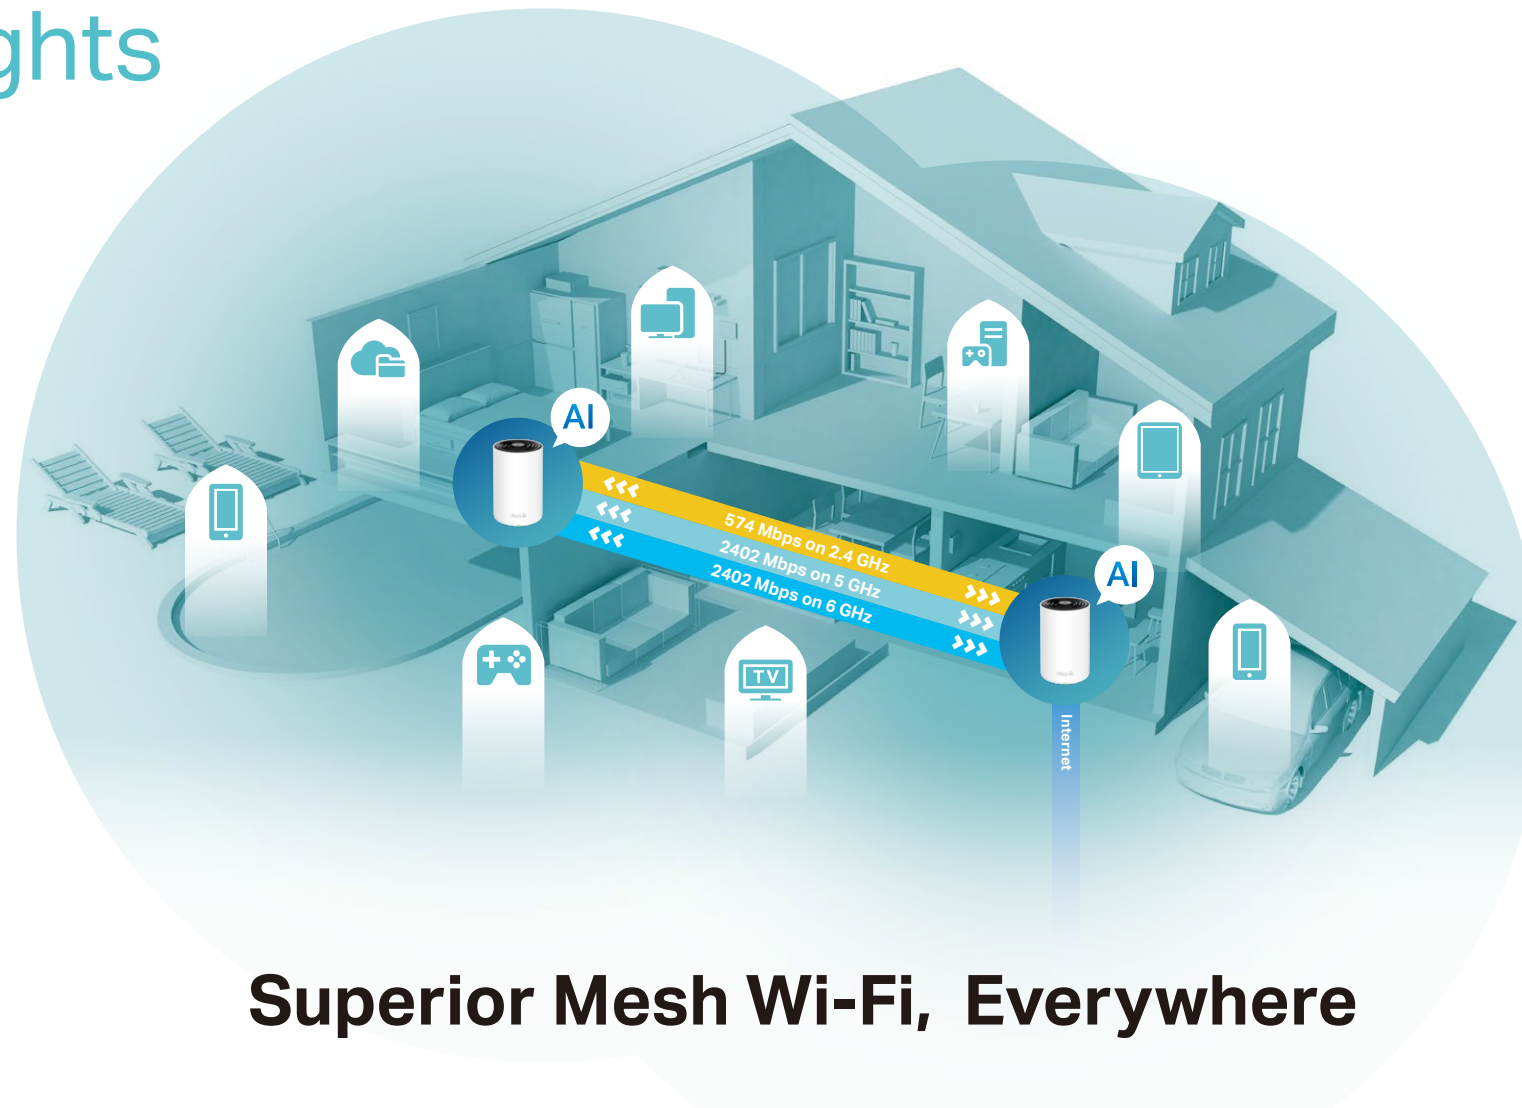 ghts
AI
574 Mbps on 2.4 GHz
2402 Mbps on 5 GHz
2402 Mbps on 6 GHz
AI
TV
Internet
Superior Mesh Wi-Fi, Everywhere